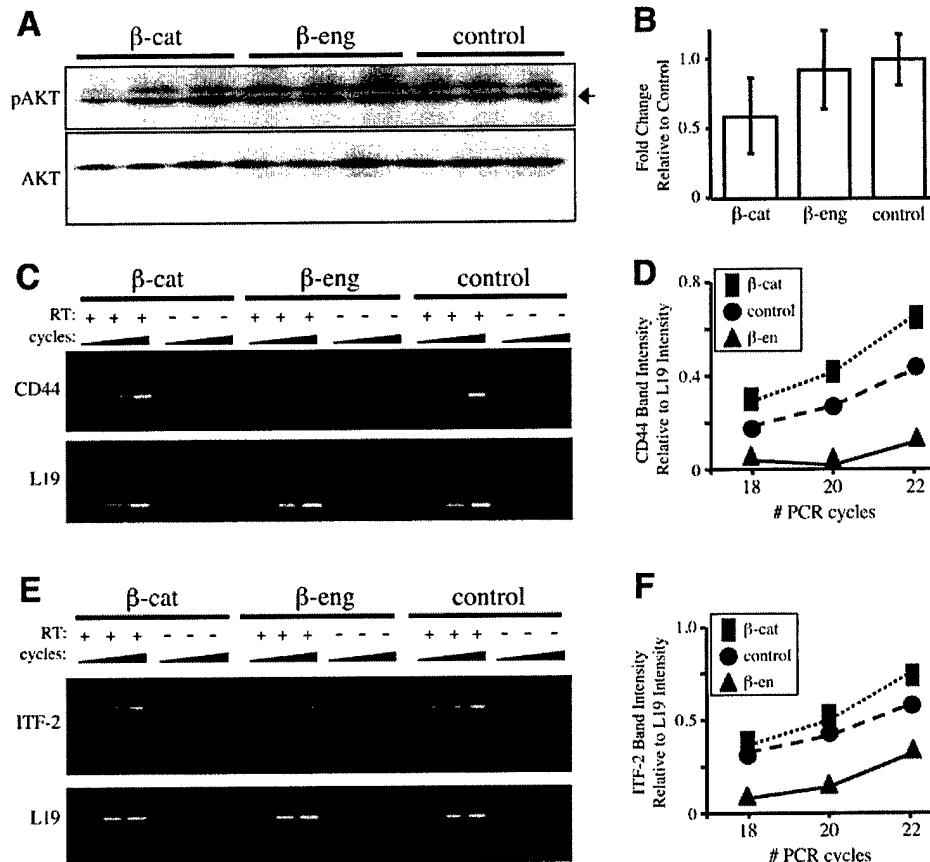 A
β-cat β-eng control
pAKT
AKT
B
Fold Change
Relative to Control
1.0
0.5
0
β-cat β-eng control
C
β-cat β-eng control
RT: + + + - - - + + + - - - + + + - - -
cycles:
CD44
L19
D
CD44 Band Intensity
Relative to L19 Intensity
0.8
0.4
0
β-cat
control
β-en
18 20 22
# PCR cycles
E
β-cat β-eng control
RT: + + + - - - + + + - - - + + + - - -
cycles:
ITF-2
L19
F
ITF-2 Band Intensity
Relative to L19 Intensity
1.0
0.5
0
β-cat
control
β-en
18 20 22
# PCR cycles